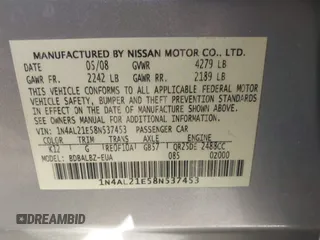 MANUFACTURED BY NISSAN MOTOR CO., LTD.
DATE 05/08 GVWR 4279 LB
GAWR FR. 2242 LB GAWR RR. 2189 LB
THIS VEHICLE CONFORMS TO ALL APPLICABLE FEDERAL MOTOR
VEHICLE SAFETY, BUMPER, AND THEFT PREVENTION STANDARDS IN
EFFECT ON THE DATE OF MANUFACTURE SHOWN ABOVE.
See OWNERS MANUAL For ADDITIONAL INFORMATION.
1N4AL21E58N537453 PASSENGER CAR
COLOR TRIM TRANS AXLE ENGINE
K12 G RE0F10A GB57 QR25DE 2488CC
MODEL BDBALBZ-EUA 085 02000
1N4AL21E58N537453
DREAMBID